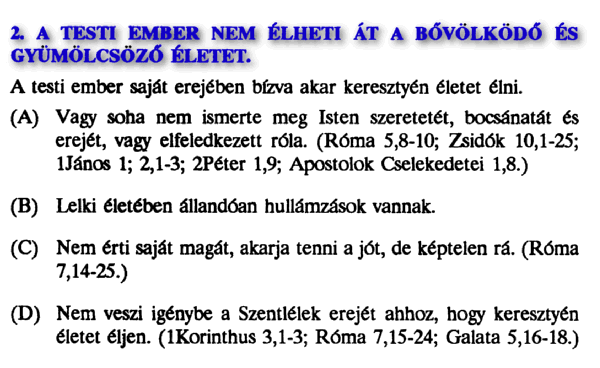 2. A TESTI EMBER NEM ÉLHETI ÁT A BŐVÖLKÖDŐ ÉS
GYÜMÖLCSÖZŐ ÉLETET.
A testi ember saját erejében bízva akar keresztyén életet élni.
(A) Vagy soha nem ismerte meg Isten szeretetét, bocsánatát és
erejét, vagy elfeledkezett róla. (Róma 5,8-10; Zsidók 10,1-25;
1János 1; 2,1-3; 2Péter 1,9; Apostolok Cselekedetei 1,8.)
(B) Lelki életében állandóan hullámzások vannak.
(C) Nem érti saját magát, akarja tenni a jót, de képtelen rá. (Róma
7,14-25.)
(D) Nem veszi igénybe a Szentlélek erejét ahhoz, hogy keresztyén
életet éljen. (1Korinthus 3,1-3; Róma 7,15-24; Galata 5,16-18.)